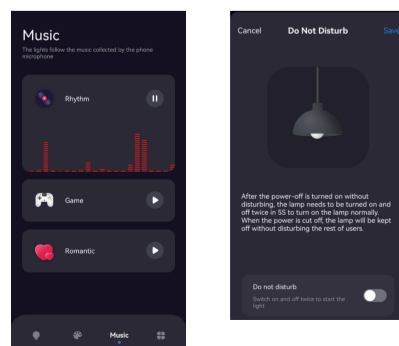 Music
The lights follow the music collected by the phone
microphone
Rhythm
Game
Romantic
Music
Cancel
Do Not Disturb
Save
After the power-off is turned on without
disturbing, the lamp needs to be turned on and
off twice in 5S to turn on the lamp normally.
When the power is cut off, the lamp will be kept
off without disturbing the rest of users.
Do not
disturb
Switch on and off twice to start the
light